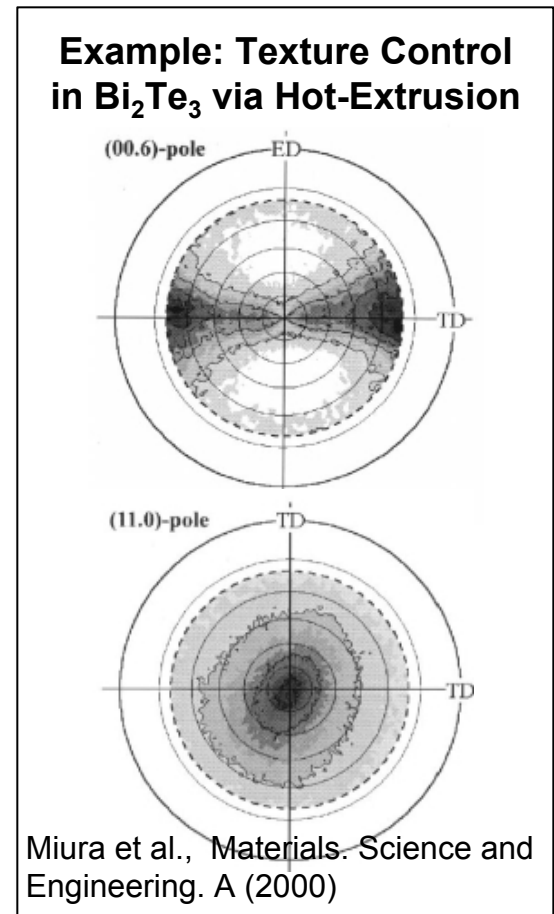 Example: Texture Control
in Bi₂Te₃ via Hot-Extrusion
(00.6)-pole
ED
TD
(11.0)-pole
TD
TD
Miura et al., Materials. Science and
Engineering. A (2000)